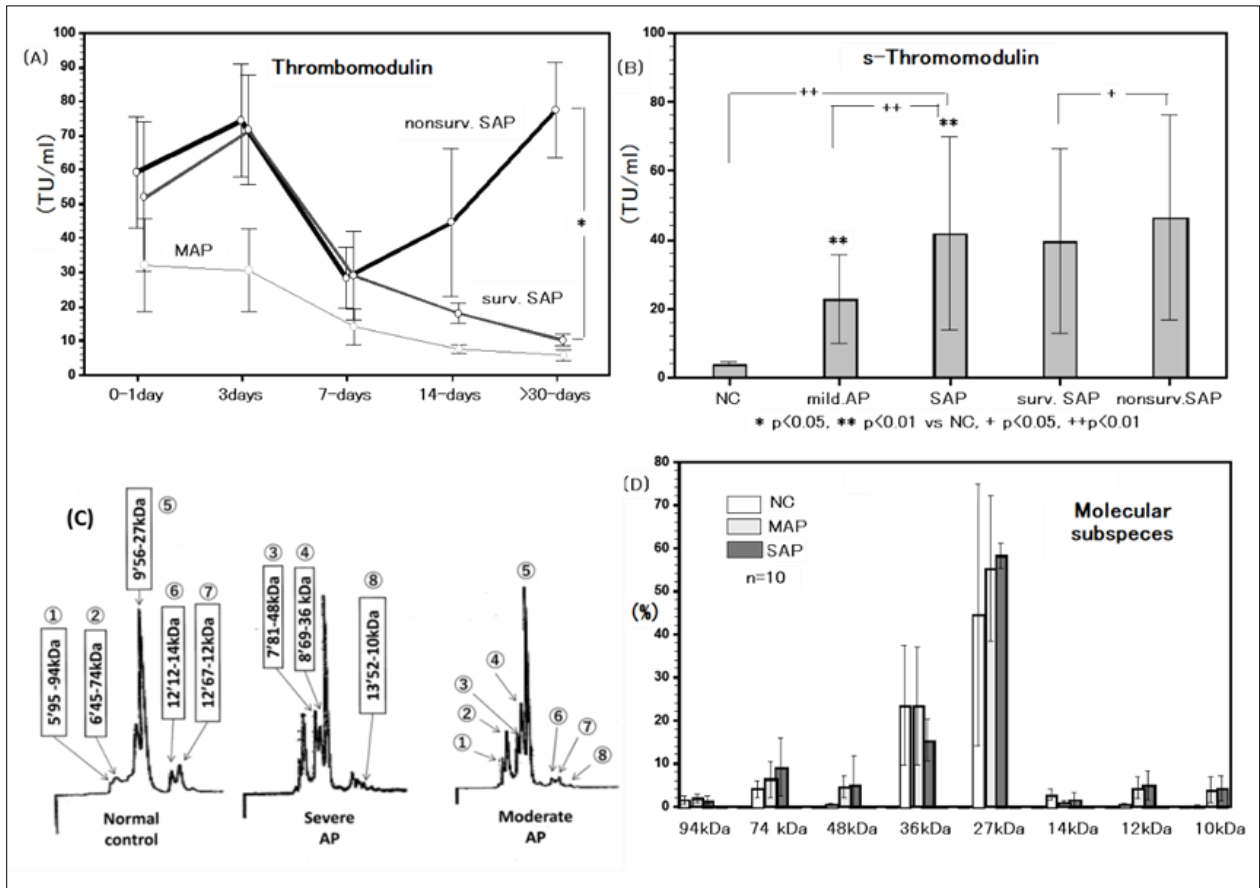 (A)
Thrombomodulin
(TU/ml)
100
90
80
70
60
50
40
30
20
10
0
nonsurv. SAP
MAP
surv. SAP
*
0-1day
3days
7-days
14-days
>30-days
(B)
s-Thromomodulin
(TU/ml)
100
80
60
40
20
0
++
++
+
**
**
NC
mild.AP
SAP
surv. SAP
nonsurv.SAP
* p<0.05, ** p<0.01 vs NC, + p<0.05, ++p<0.01
(C)
①
5'95 -94kDa
②
6'45-74kDa
⑤
9'56-27kDa
⑥
12'12-14kDa
⑦
12'67-12kDa
Normal
control
③
7'81-48kDa
④
8'69-36 kDa
⑤
⑧
13'52-10kDa
Severe
AP
①
②
③
④
⑤
⑥
⑦
⑧
Moderate
AP
(D)
Molecular
subspeces
NC
MAP
SAP
n=10
(%)
80
70
60
50
40
30
20
10
0
94kDa
74 kDa
48kDa
36kDa
27kDa
14kDa
12kDa
10kDa